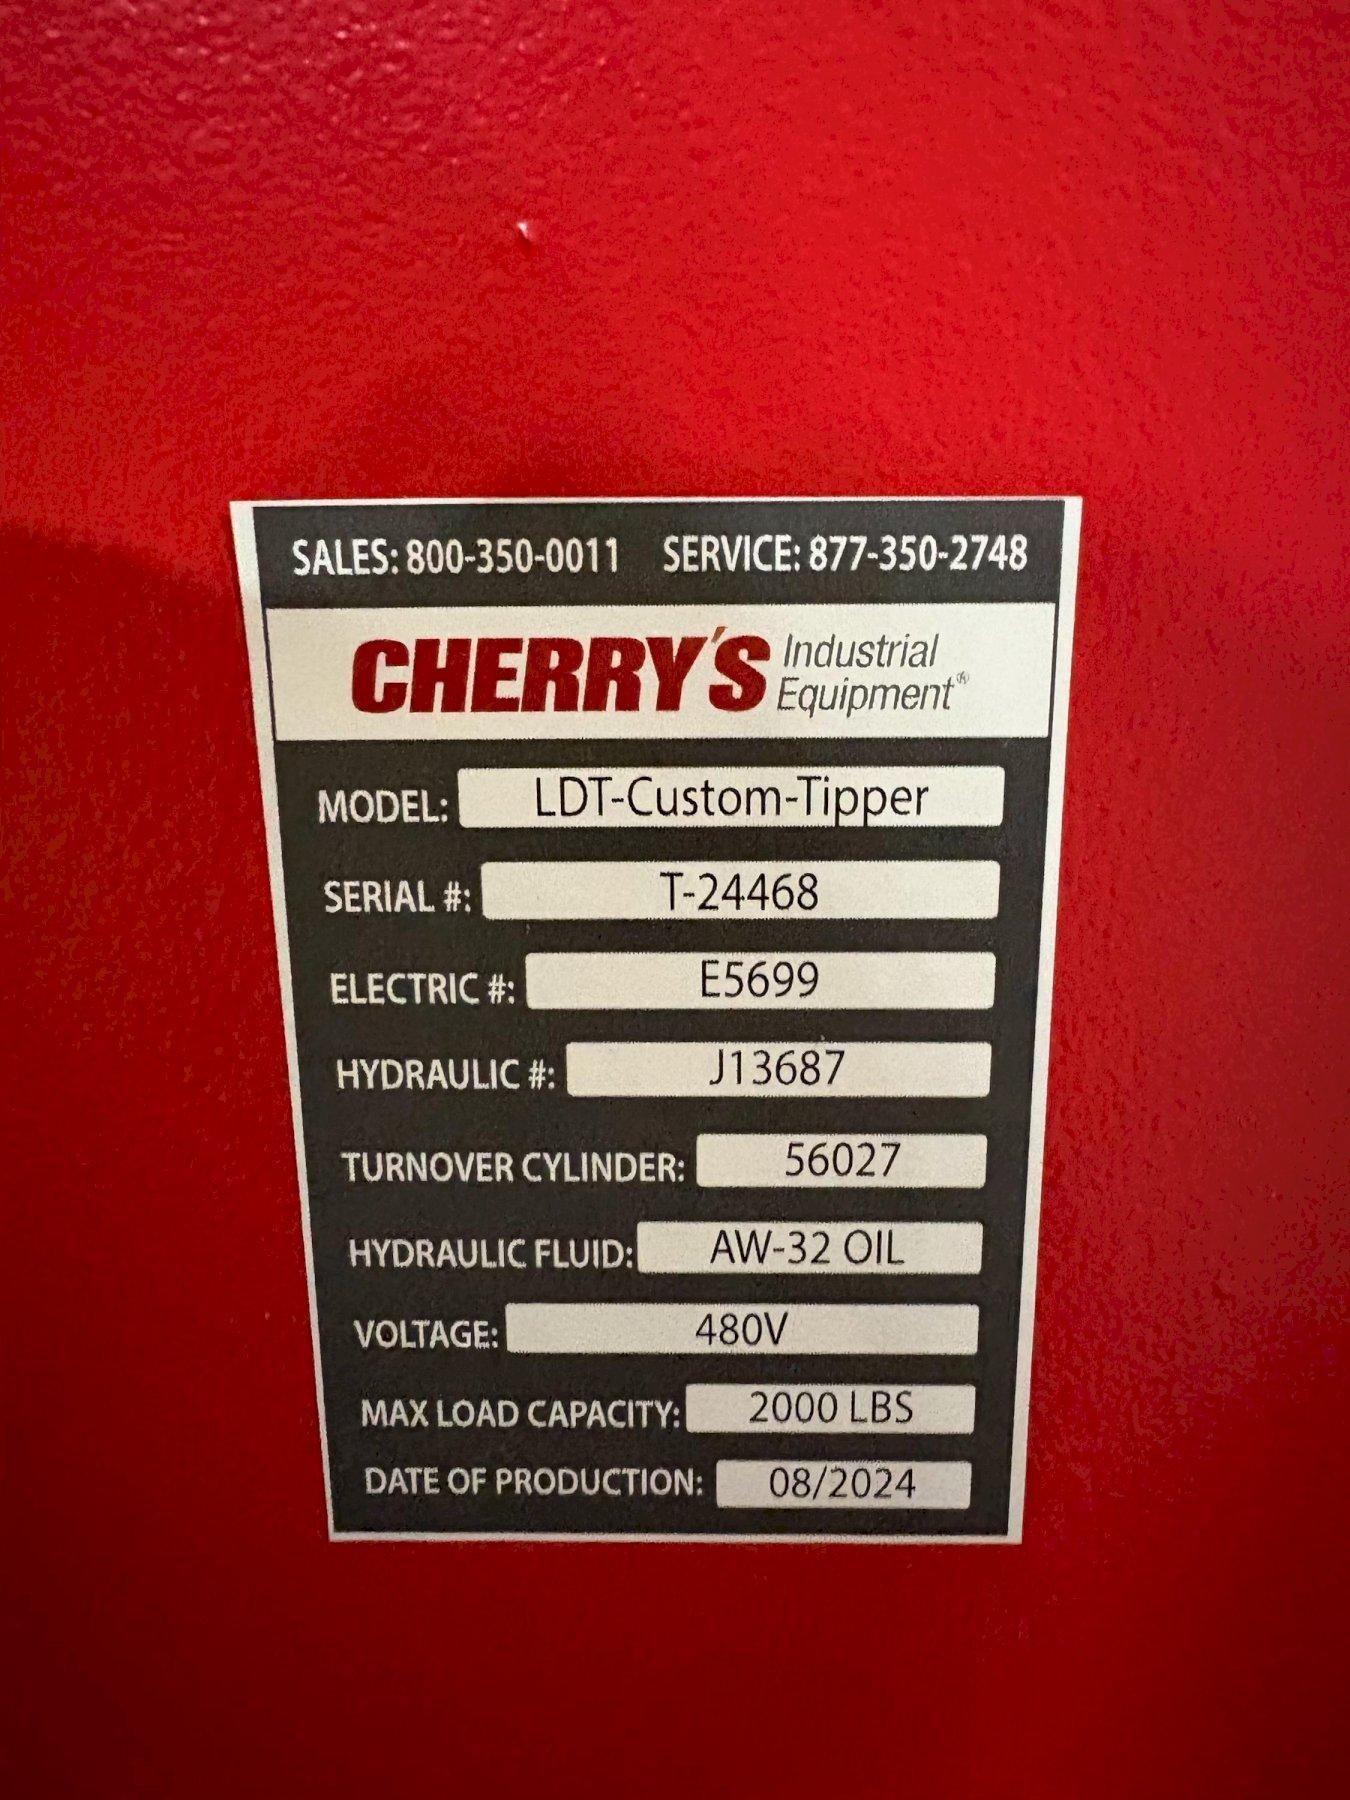 SALES: 800-350-0011 SERVICE: 877-350-2748
CHERRY'S Industrial Equipment®
MODEL: LDT-Custom-Tipper
SERIAL #: T-24468
ELECTRIC #: E5699
HYDRAULIC #: J13687
TURNOVER CYLINDER: 56027
HYDRAULIC FLUID: AW-32 OIL
VOLTAGE: 480V
MAX LOAD CAPACITY: 2000 LBS
DATE OF PRODUCTION: 08/2024